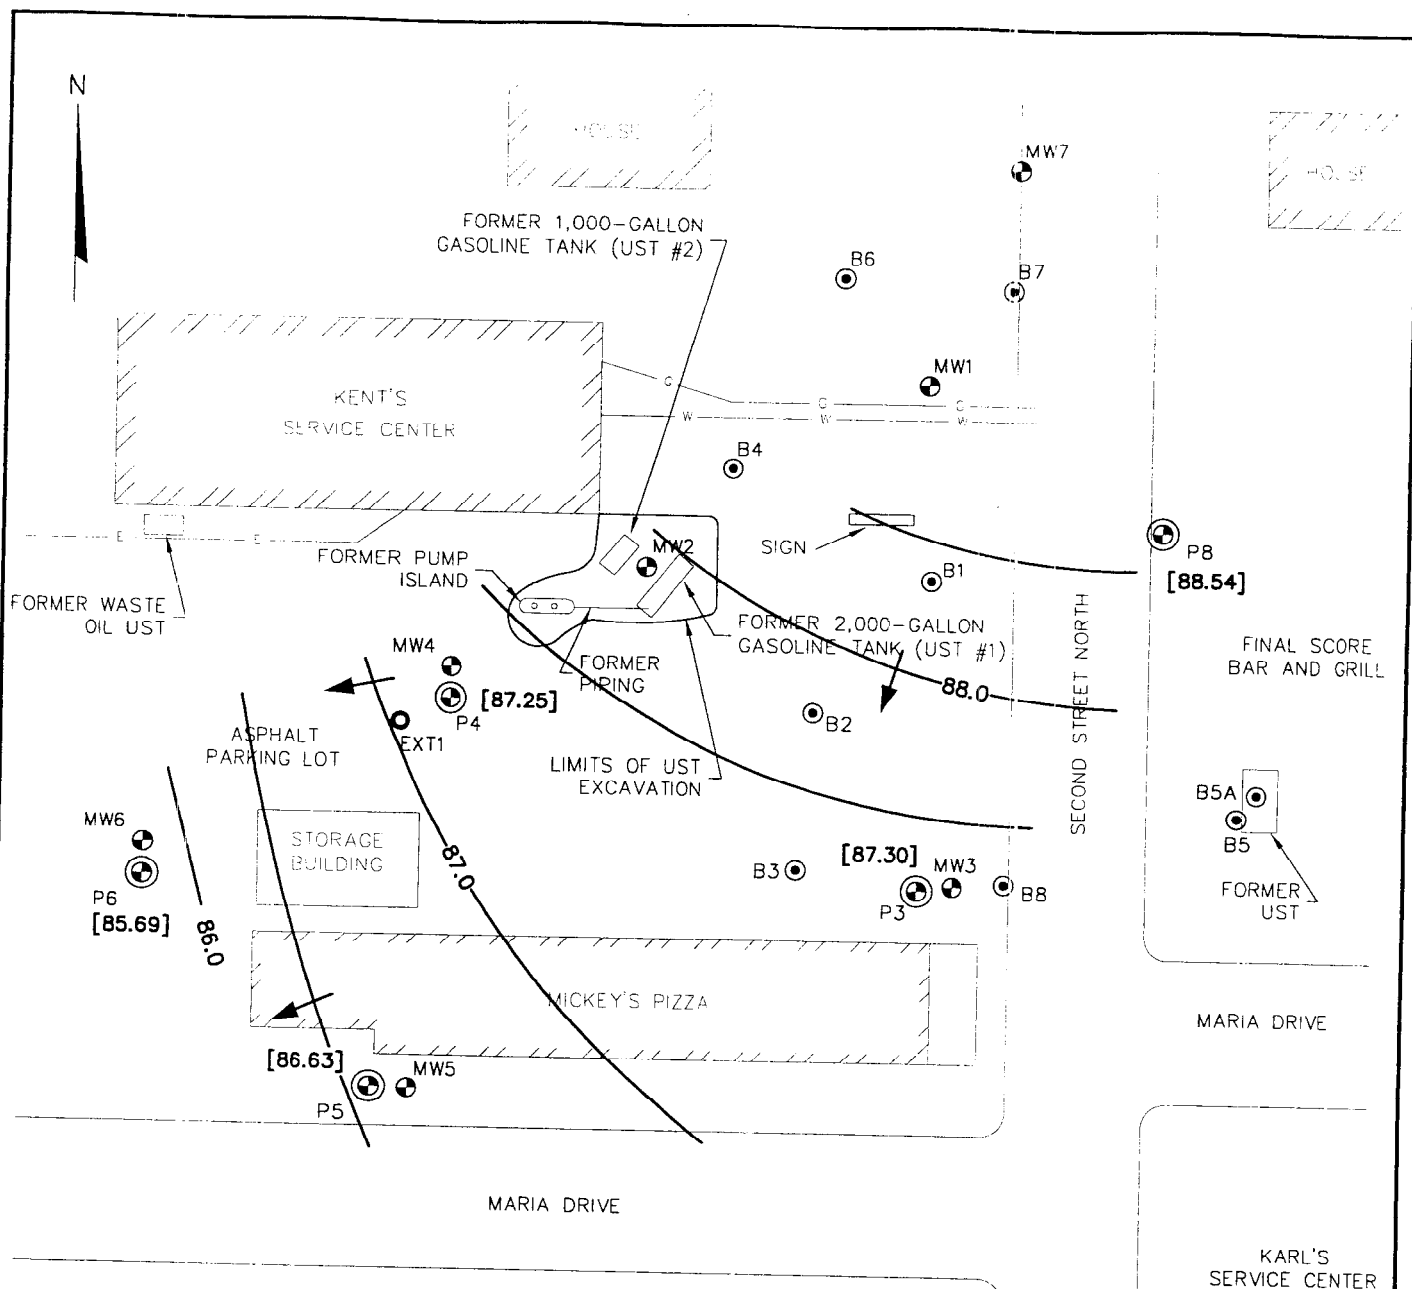 N
HOUSE
MW7
HOUSE
FORMER 1,000-GALLON
GASOLINE TANK (UST #2)
B6
B7
MW1
KENT'S
SERVICE CENTER
G
G
G
W
W
W
B4
E
E
FORMER PUMP
ISLAND
MW2
SIGN
P8
[88.54]
B1
FORMER WASTE
OIL UST
FORMER 2,000-GALLON
GASOLINE TANK (UST #1)
SECOND STREET NORTH
FINAL SCORE
BAR AND GRILL
MW4
FORMER
PIPING
[87.25]
P4
88.0
B2
EXT1
ASPHALT
PARKING LOT
LIMITS OF UST
EXCAVATION
B5A
B5
MW6
STORAGE
BUILDING
87.0
[87.30]
B3
MW3
P3
B8
FORMER
UST
P6
[85.69]
86.0
MICKEY'S PIZZA
MARIA DRIVE
[86.63]
MW5
P5
MARIA DRIVE
KARL'S
SERVICE CENTER